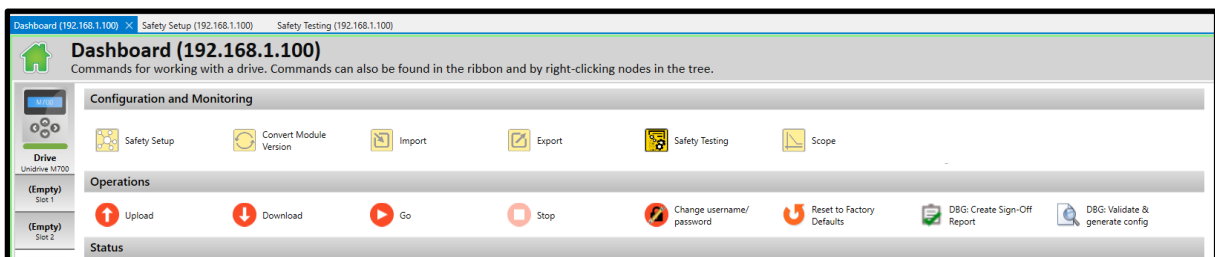 Dashboard (192.168.1.100) × Safety Setup (192.168.1.100) Safety Testing (192.168.1.100)
Dashboard (192.168.1.100)
Commands for working with a drive. Commands can also be found in the ribbon and by right-clicking nodes in the tree.
M700
Drive
Unidrive M700
(Empty)
Slot 1
(Empty)
Slot 2
Configuration and Monitoring
Safety Setup
Convert Module
Version
Import
Export
Safety Testing
Scope
Operations
Upload
Download
Go
Stop
Change username/
password
Reset to Factory
Defaults
DBG: Create Sign-Off
Report
DBG: Validate &
generate config
Status